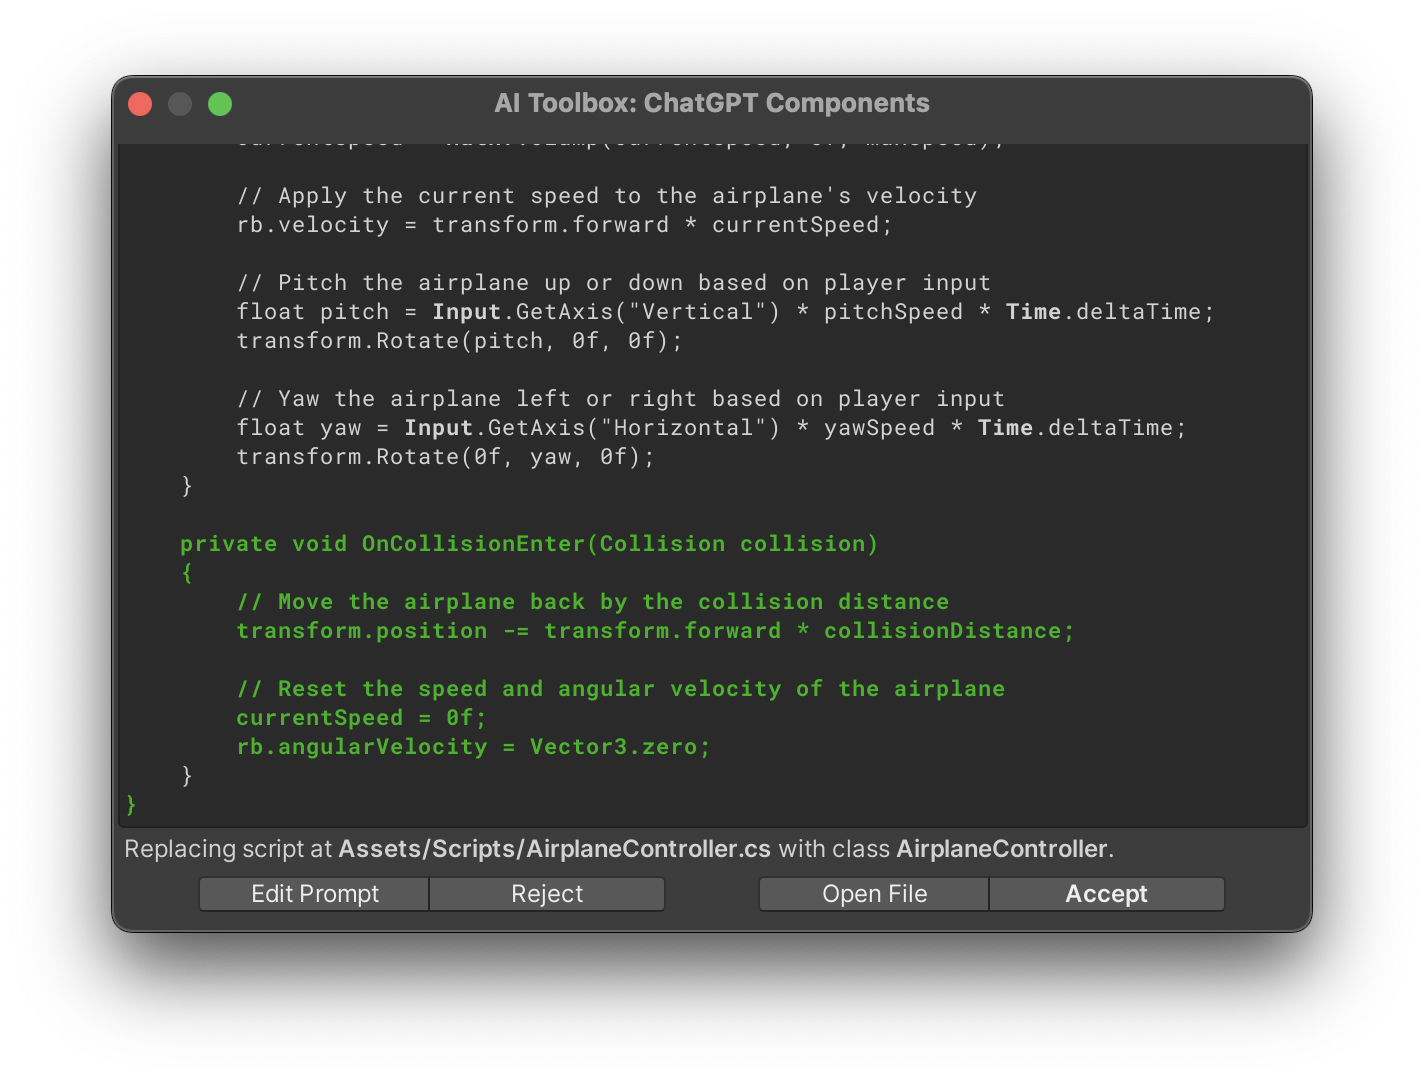 AI Toolbox: ChatGPT Components
// Apply the current speed to the airplane's velocity
rb.velocity = transform.forward * currentSpeed;
// Pitch the airplane up or down based on player input
float pitch = Input.GetAxis("Vertical") * pitchSpeed * Time.deltaTime;
transform.Rotate(pitch, 0f, 0f);
// Yaw the airplane left or right based on player input
float yaw = Input.GetAxis("Horizontal") * yawSpeed * Time.deltaTime;
transform.Rotate(0f, yaw, 0f);
}
private void OnCollisionEnter(Collision collision)
{
// Move the airplane back by the collision distance
transform.position -= transform.forward * collisionDistance;
// Reset the speed and angular velocity of the airplane
currentSpeed = 0f;
rb.angularVelocity = Vector3.zero;
}
}
Replacing script at Assets/Scripts/AirplaneController.cs with class AirplaneController.
Edit Prompt Reject Open File Accept